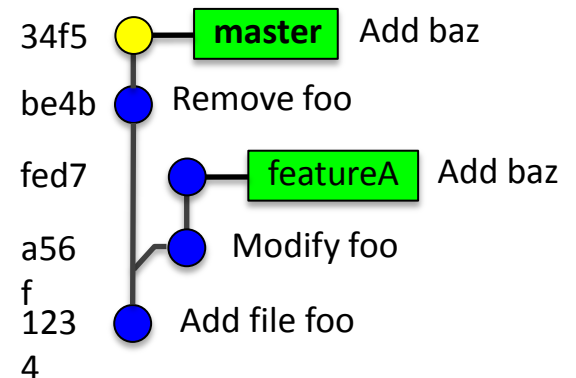 34f5 master Add baz
be4b Remove foo
fed7 featureA Add baz
a56
f Modify foo
123
4 Add file foo